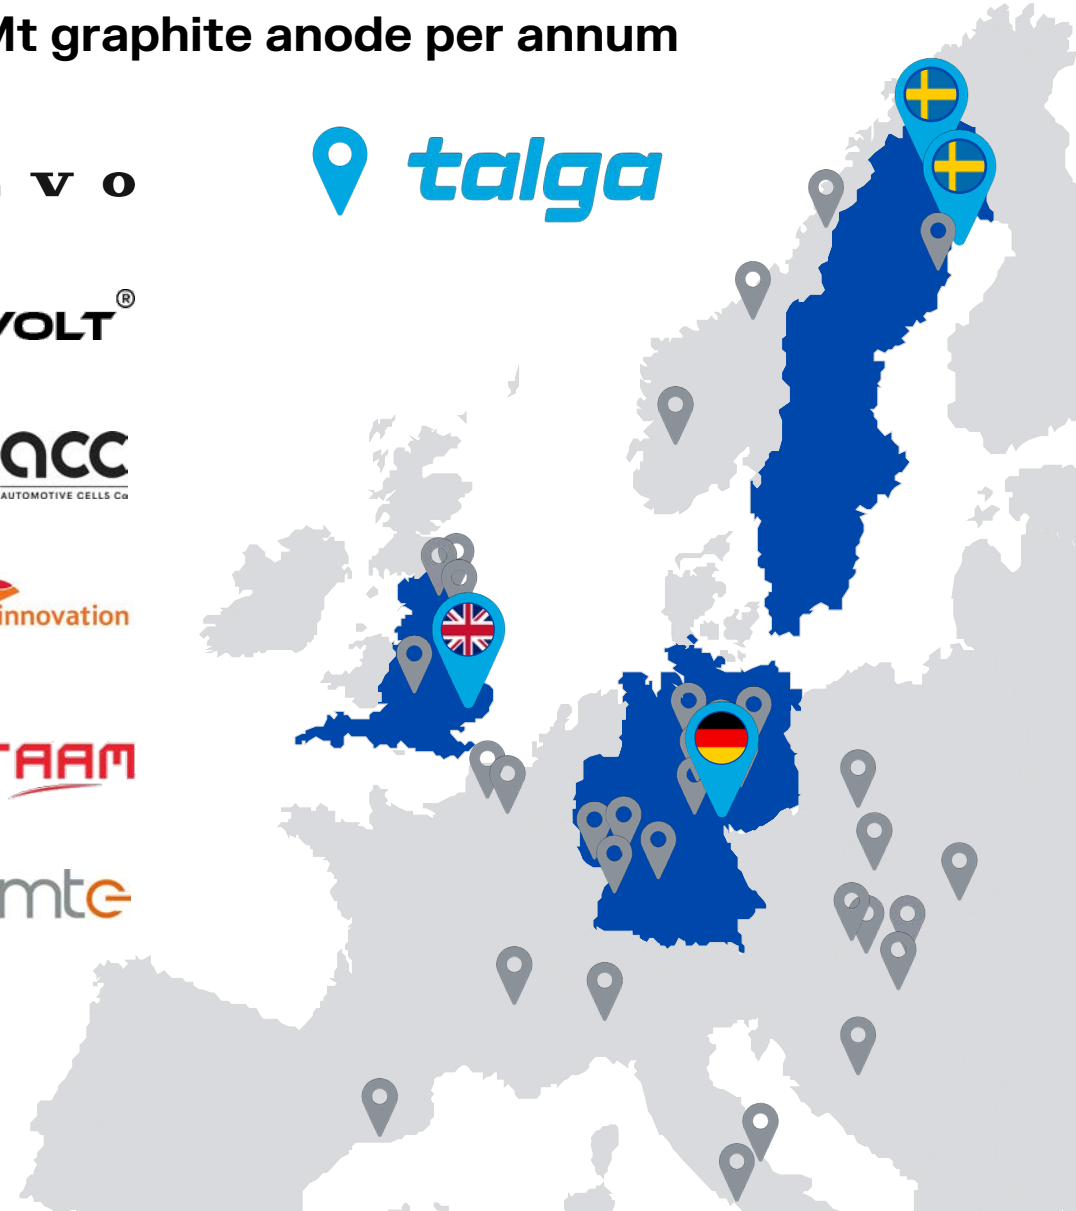 Mt graphite anode per annum
talga
v o
VOLT®
acc
AUTOMOTIVE CELLS Co
innovation
TAAM
mte